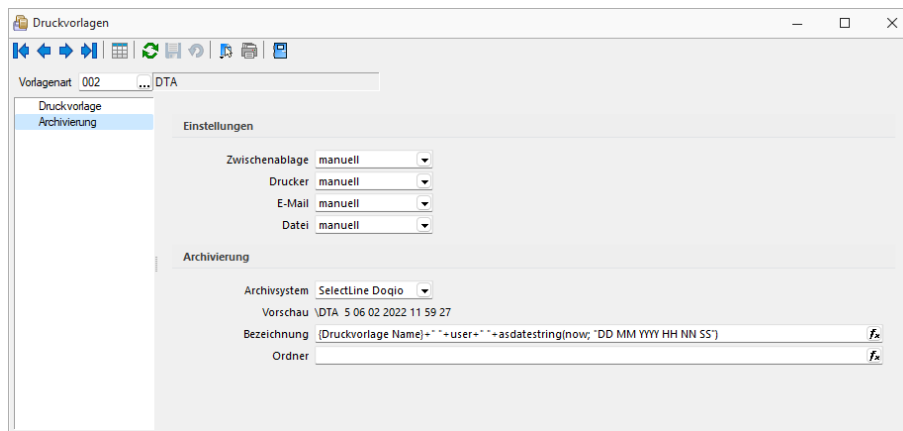 Druckvorlagen
Vorlagenart 002 ... DTA
Druckvorlage
Archivierung
Einstellungen
Zwischenablage manuell
Drucker manuell
E-Mail manuell
Datei manuell
Archivierung
Archivsystem SelectLine Doqio
Vorschau \DTA 5 06 02 2022 11 59 27
Bezeichnung {Druckvorlage Name}+" "+user+" "+asdatestring(now; "DD MM YYYY HH NN SS") fx
Ordner fx